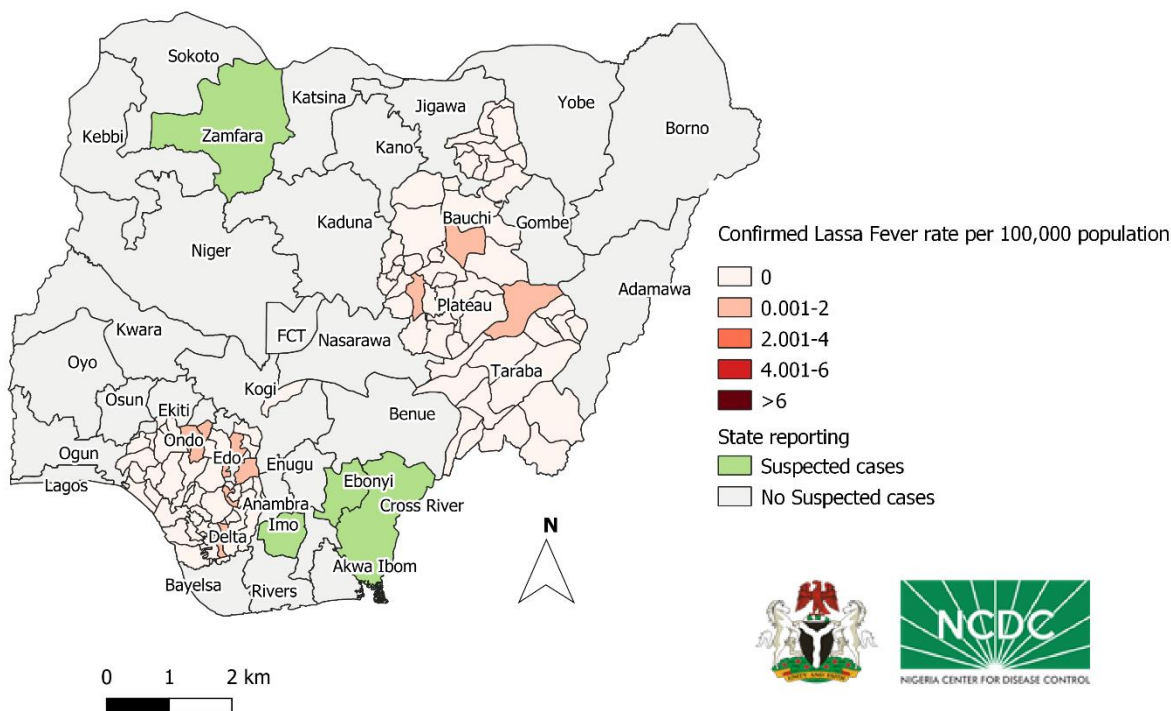 Sokoto
Katsina
Jigawa
Yobe
Borno
Kebbi
Zamfara
Kano
Kaduna
Bauchi
Gombe
Niger
Adamawa
Plateau
FCT
Nasarawa
Kwara
Oyo
Taraba
Kogi
Osun
Ekiti
Benue
Ondo
Ogun
Edo
Enugu
Lagos
Ebonyi
Anambra
Cross River
Imo
Delta
Akwa Ibom
Bayelsa
Rivers
Confirmed Lassa Fever rate per 100,000 population
0
0.001-2
2.001-4
4.001-6
>6
State reporting
Suspected cases
No Suspected cases
N
0 1 2 km
UNITY AND FAITH
NCDC
NIGERIA CENTER FOR DISEASE CONTROL